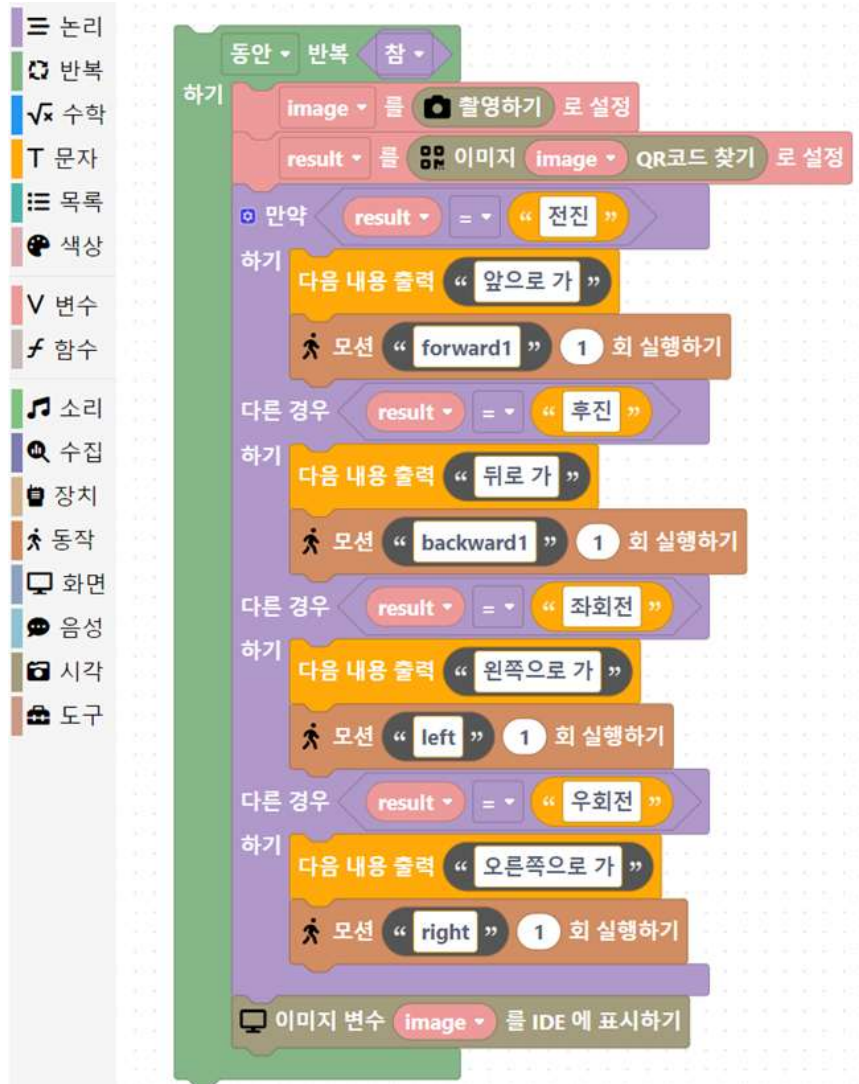 논리
반복
수학
문자
목록
색상
변수
함수
소리
수집
장치
동작
화면
음성
시각
도구
동안 반복 참
하기
image 를 촬영하기 로 설정
result 를 이미지 image QR코드 찾기 로 설정
만약 result = “ 전진 ”
하기
다음 내용 출력 “ 앞으로 가 ”
모션 “ forward1 ” 1 회 실행하기
다른 경우 result = “ 후진 ”
하기
다음 내용 출력 “ 뒤로 가 ”
모션 “ backward1 ” 1 회 실행하기
다른 경우 result = “ 좌회전 ”
하기
다음 내용 출력 “ 왼쪽으로 가 ”
모션 “ left ” 1 회 실행하기
다른 경우 result = “ 우회전 ”
하기
다음 내용 출력 “ 오른쪽으로 가 ”
모션 “ right ” 1 회 실행하기
이미지 변수 image 를 IDE 에 표시하기